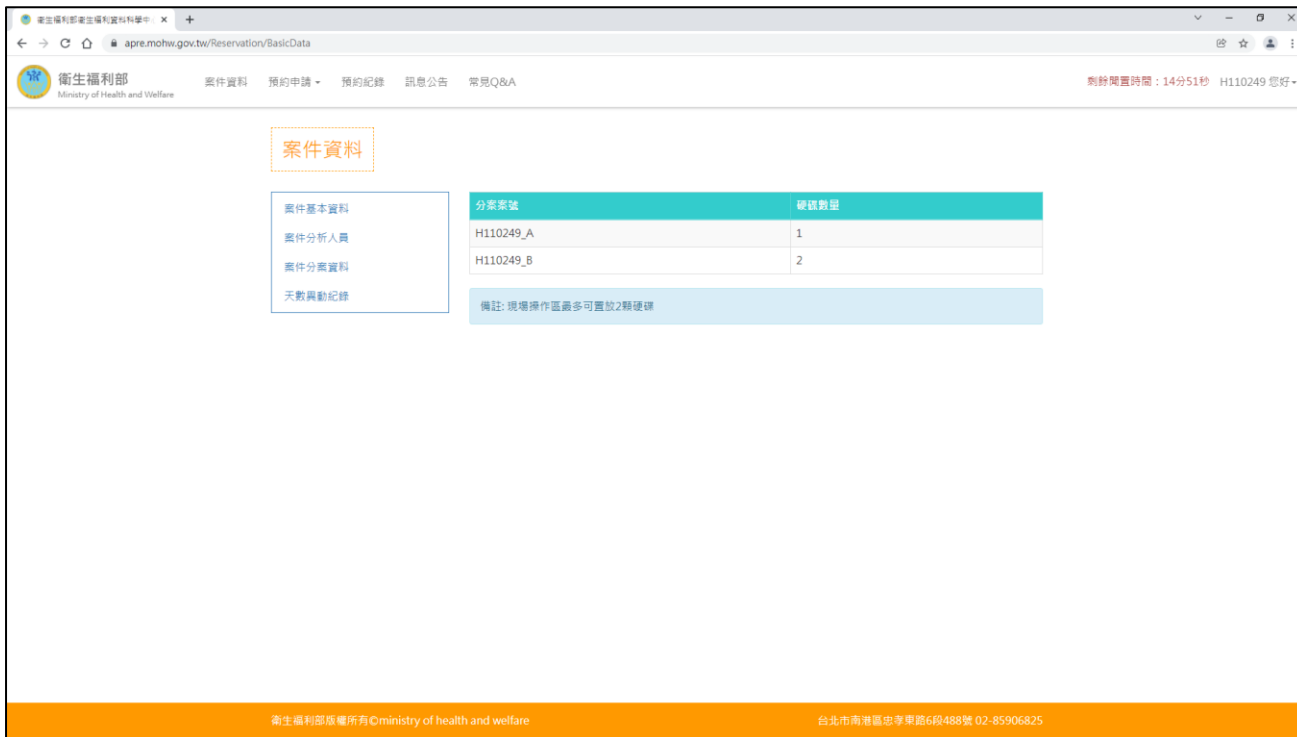 衛生福利部衛生福利資料科學中
apre.mohw.gov.tw/Reservation/BasicData
衛生福利部
Ministry of Health and Welfare
案件資料 預約申請 預約紀錄 訊息公告 常見Q&A
剩餘閒置時間：14分51秒 H110249 您好
案件資料
案件基本資料
案件分析人員
案件分案資料
天數異動紀錄
分案案號 硬碟數量
H110249_A 1
H110249_B 2
備註: 現場操作區最多可置放2顆硬碟
衛生福利部版權所有©ministry of health and welfare
台北市南港區忠孝東路6段488號 02-85906825